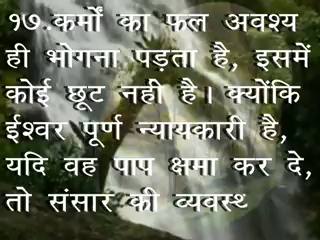 १७.कर्मों का फल अवश्य
ही भोगना पड़ता है, इसमें
कोई छूट नही है। क्योंकि
ईश्वर पूर्ण न्यायकारी है,
यदि वह पाप क्षमा कर दे,
तो संसार की व्यवस्थ